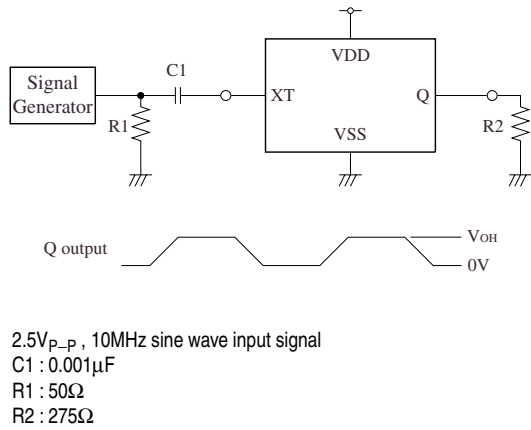 C1
VDD
Signal
Generator
XT
Q
R1
R2
VSS
Q output
VOH
0V
2.5VP–P , 10MHz sine wave input signal
C1 : 0.001µF
R1 : 50Ω
R2 : 275Ω